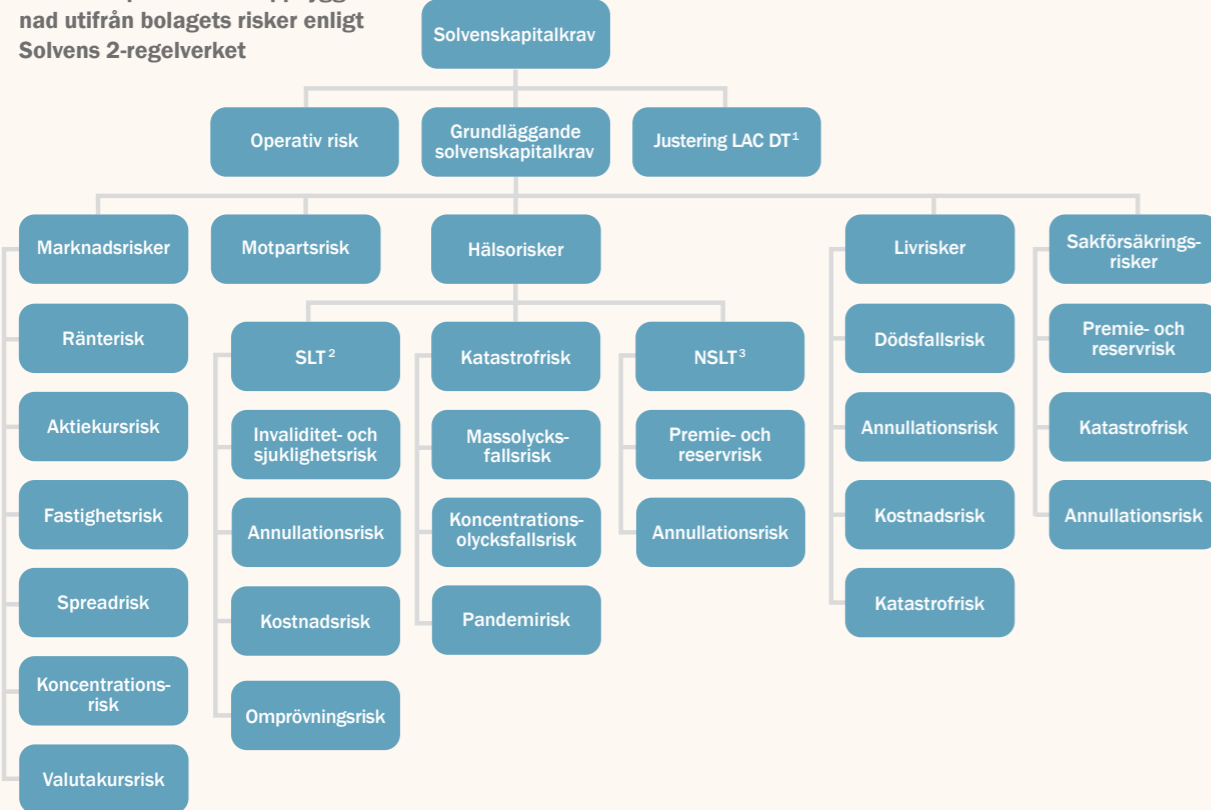 nad utifrån bolagets risker enligt
Solvens 2-regelverket
Solvenskapitalkrav
Operativ risk
Grundläggande
solvenskapitalkrav
Justering LAC DT¹
Marknadsrisker
Motpartsrisk
Hälsorisker
Livrisker
Sakförsäkrings-
risker
Ränterisk
Aktiekursrisk
Fastighetsrisk
Spreadrisk
Koncentrations-
risk
Valutakursrisk
SLT²
Invaliditet- och
sjuklighetsrisk
Annullationsrisk
Kostnadsrisk
Omprövningsrisk
Katastrofrisk
Massolycks-
fallsrisk
Koncentrations-
olycksfallsrisk
Pandemirisk
NSLT³
Premie- och
reservrisk
Annullationsrisk
Dödsfallsrisk
Annullationsrisk
Kostnadsrisk
Katastrofrisk
Premie- och
reservrisk
Katastrofrisk
Annullationsrisk